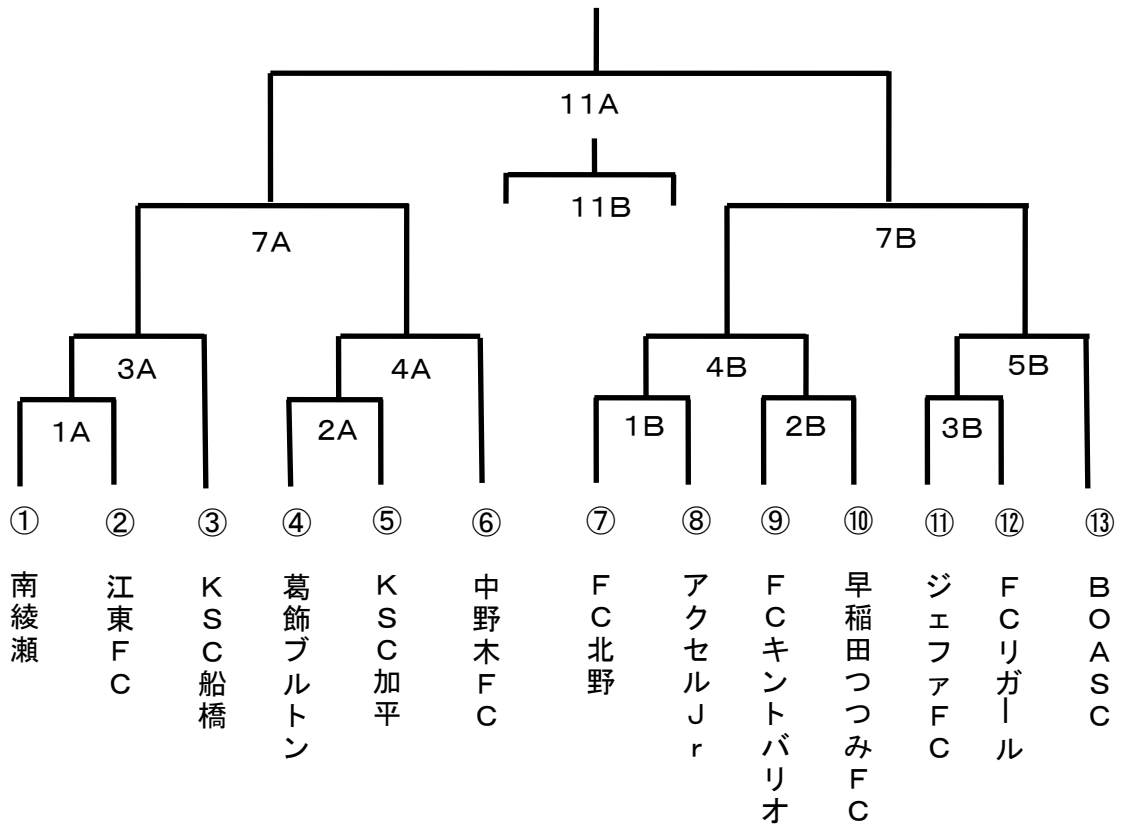 11A
11B
7A
7B
3A
4A
4B
5B
1A
2A
1B
2B
3B
① ② ③ ④ ⑤ ⑥ ⑦ ⑧ ⑨ ⑩ ⑪ ⑫ ⑬
南綾瀬
江東FC
KSC船橋
葛飾ブルトン
KSC加平
中野木FC
FC北野
アクセルJr
FCキントバリオ
早稲田つつみFC
ジェファFC
FCリガール
BOASC